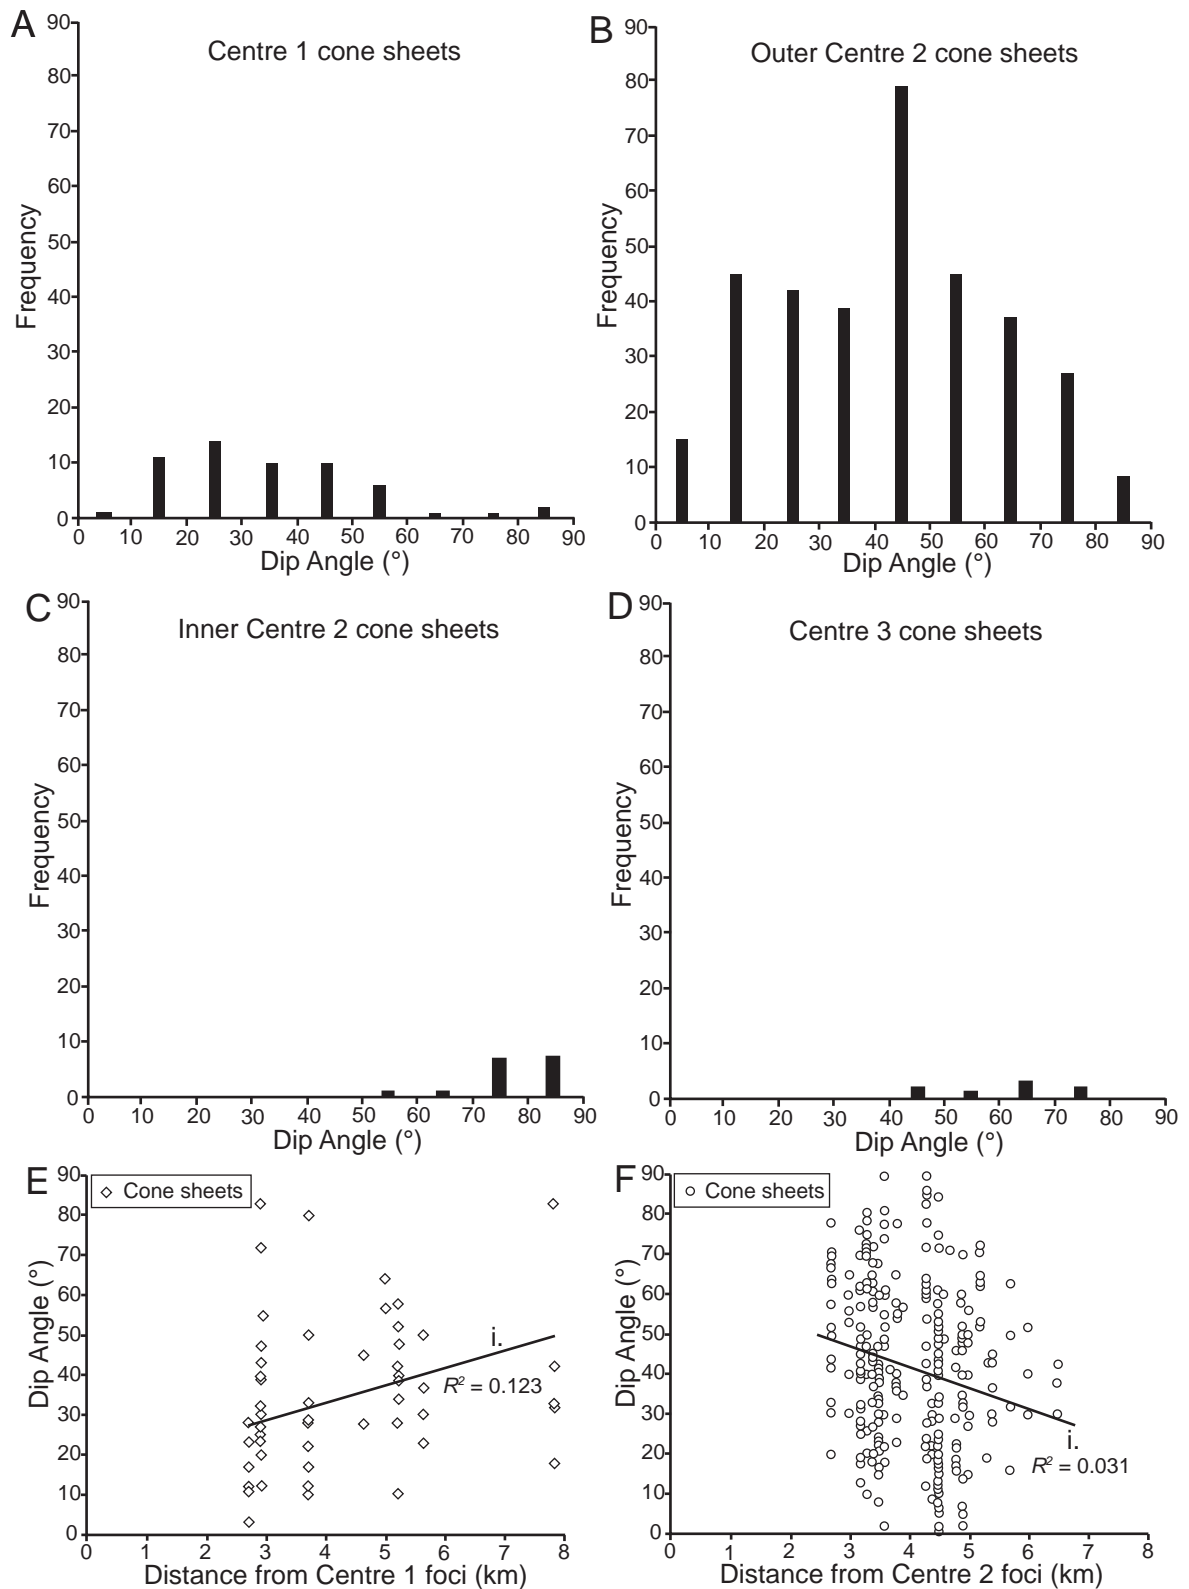 A
Centre 1 cone sheets
Frequency
90
80
70
60
50
40
30
20
10
0
0 10 20 30 40 50 60 70 80 90
Dip Angle (°)
B
Outer Centre 2 cone sheets
Frequency
90
80
70
60
50
40
30
20
10
0
0 10 20 30 40 50 60 70 80 90
Dip Angle (°)
C
Inner Centre 2 cone sheets
Frequency
90
80
70
60
50
40
30
20
10
0
0 10 20 30 40 50 60 70 80 90
Dip Angle (°)
D
Centre 3 cone sheets
Frequency
90
80
70
60
50
40
30
20
10
0
0 10 20 30 40 50 60 70 80 90
Dip Angle (°)
E
Cone sheets
Dip Angle (°)
90
80
70
60
50
40
30
20
10
0
i.
R² = 0.123
0 1 2 3 4 5 6 7 8
Distance from Centre 1 foci (km)
F
Cone sheets
Dip Angle (°)
90
80
70
60
50
40
30
20
10
0
i.
R² = 0.031
0 1 2 3 4 5 6 7 8
Distance from Centre 2 foci (km)